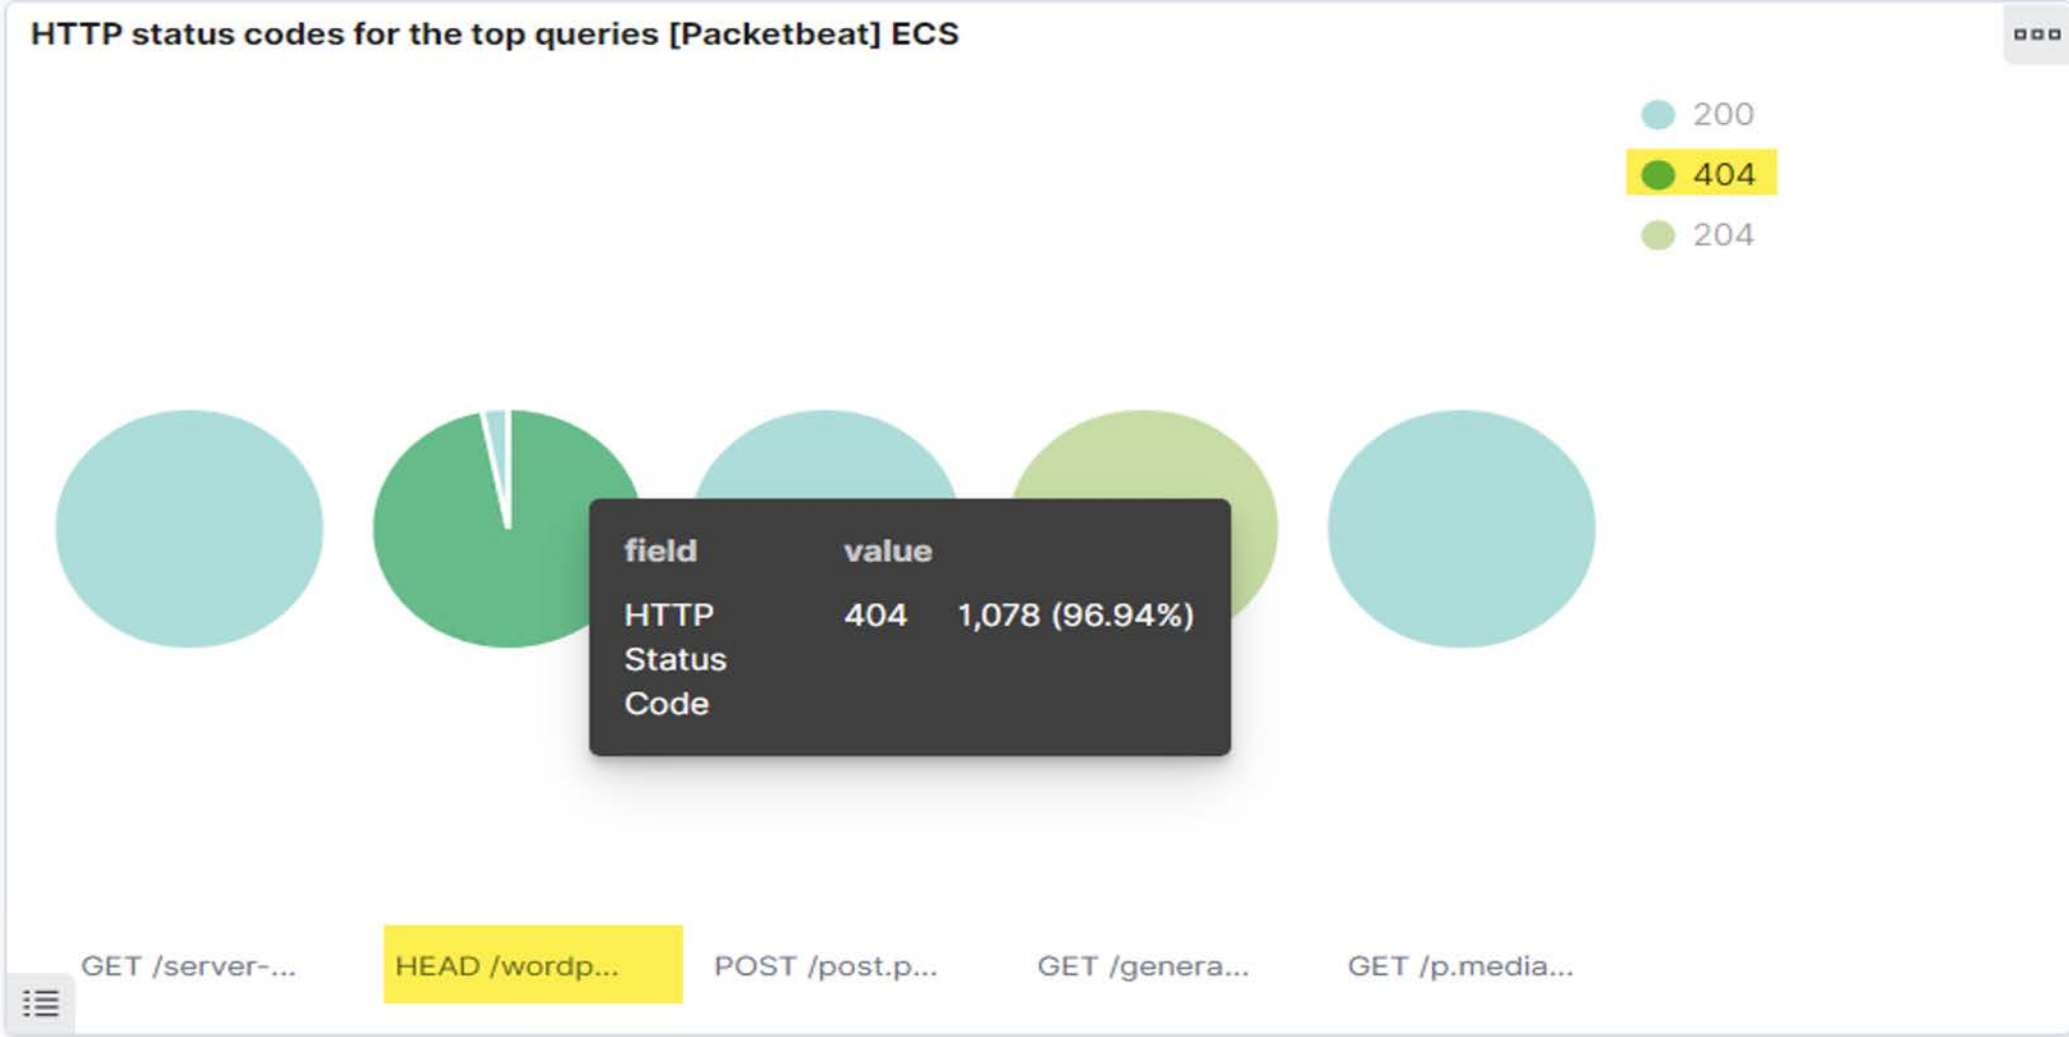 HTTP status codes for the top queries [Packetbeat] ECS
200
404
204
field value
HTTP 404 1,078 (96.94%)
Status
Code
GET /server-... HEAD /wordp... POST /post.p... GET /genera... GET /p.media...